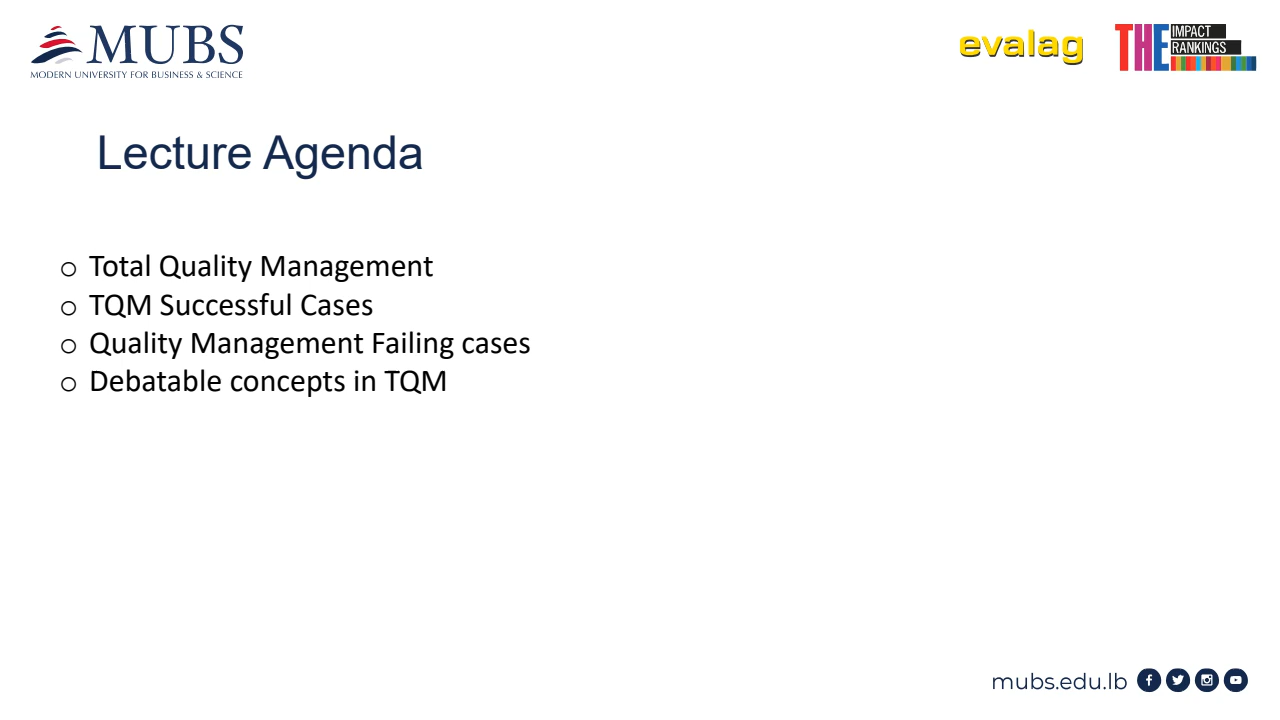 MUBS
MODERN UNIVERSITY FOR BUSINESS & SCIENCE
evalag
THE IMPACT RANKINGS
Lecture Agenda
o Total Quality Management
o TQM Successful Cases
o Quality Management Failing cases
o Debatable concepts in TQM
mubs.edu.lb